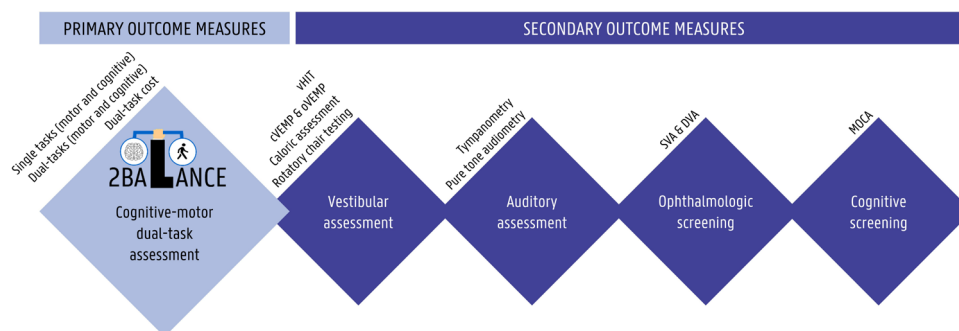 PRIMARY OUTCOME MEASURES
SECONDARY OUTCOME MEASURES
Single tasks (motor and cognitive)
Dual-tasks (motor and cognitive)
Dual-task cost
2BALANCE
Cognitive-motor
dual-task
assessment
vHIT
cVEMP & oVEMP
Caloric assessment
Rotatory chair testing
Vestibular
assessment
Tympanometry
Pure tone audiometry
Auditory
assessment
SVA & DVA
Ophthalmologic
screening
MOCA
Cognitive
screening